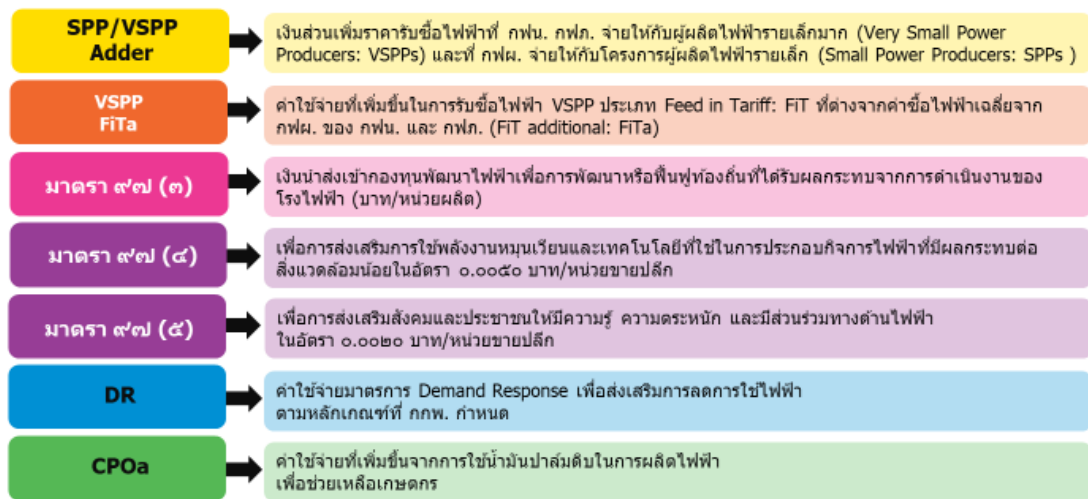 SPP/VSPP
Adder
เงินส่วนเพิ่มราคารับซื้อไฟฟ้าที่ กฟน. กฟภ. จ่ายให้กับผู้ผลิตไฟฟ้ารายเล็กมาก (Very Small Power
Producers: VSPPs) และที่ กฟผ. จ่ายให้กับโครงการผู้ผลิตไฟฟ้ารายเล็ก (Small Power Producers: SPPs )
VSPP
FiTa
ค่าใช้จ่ายที่เพิ่มขึ้นในการรับซื้อไฟฟ้า VSPP ประเภท Feed in Tariff: FiT ที่ต่างจากค่าซื้อไฟฟ้าเฉลี่ยจาก
กฟผ. ของ กฟน. และ กฟภ. (FiT additional: FiTa)
มาตรา ๙๗ (๓)
เงินนำส่งเข้ากองทุนพัฒนาไฟฟ้าเพื่อการพัฒนาหรือฟื้นฟูท้องถิ่นที่ได้รับผลกระทบจากการดำเนินงานของ
โรงไฟฟ้า (บาท/หน่วยผลิต)
มาตรา ๙๗ (๔)
เพื่อการส่งเสริมการใช้พลังงานหมุนเวียนและเทคโนโลยีที่ใช้ในการประกอบกิจการไฟฟ้าที่มีผลกระทบต่อ
สิ่งแวดล้อมน้อยในอัตรา ๐.๐๐๕๐ บาท/หน่วยขายปลีก
มาตรา ๙๗ (๕)
เพื่อการส่งเสริมสังคมและประชาชนให้มีความรู้ ความตระหนัก และมีส่วนร่วมทางด้านไฟฟ้า
ในอัตรา ๐.๐๐๒๐ บาท/หน่วยขายปลีก
DR
ค่าใช้จ่ายมาตรการ Demand Response เพื่อส่งเสริมการลดการใช้ไฟฟ้า
ตามหลักเกณฑ์ที่ กกพ. กำหนด
CPOa
ค่าใช้จ่ายที่เพิ่มขึ้นจากการใช้น้ำมันปาล์มดิบในการผลิตไฟฟ้า
เพื่อช่วยเหลือเกษตกร